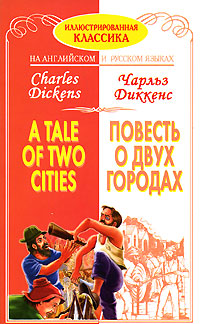 ИЛЛЮСТРИРОВАННАЯ
КЛАССИКА
НА АНГЛИЙСКОМ И РУССКОМ ЯЗЫКАХ
Charles
Dickens
Чарльз
Диккенс
A TALE
OF TWO
CITIES
ПОВЕСТЬ
О ДВУХ
ГОРОДАХ